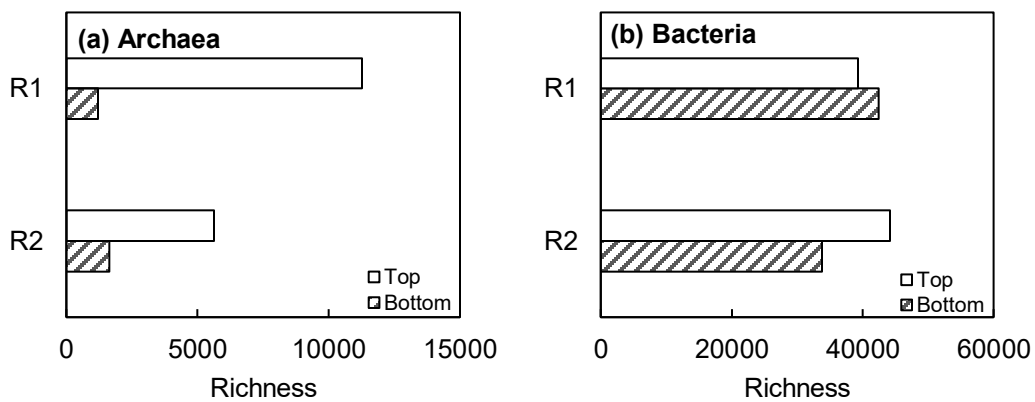 (a) Archaea
R1
R2
Top
Bottom
0 5000 10000 15000
Richness
(b) Bacteria
R1
R2
Top
Bottom
0 20000 40000 60000
Richness